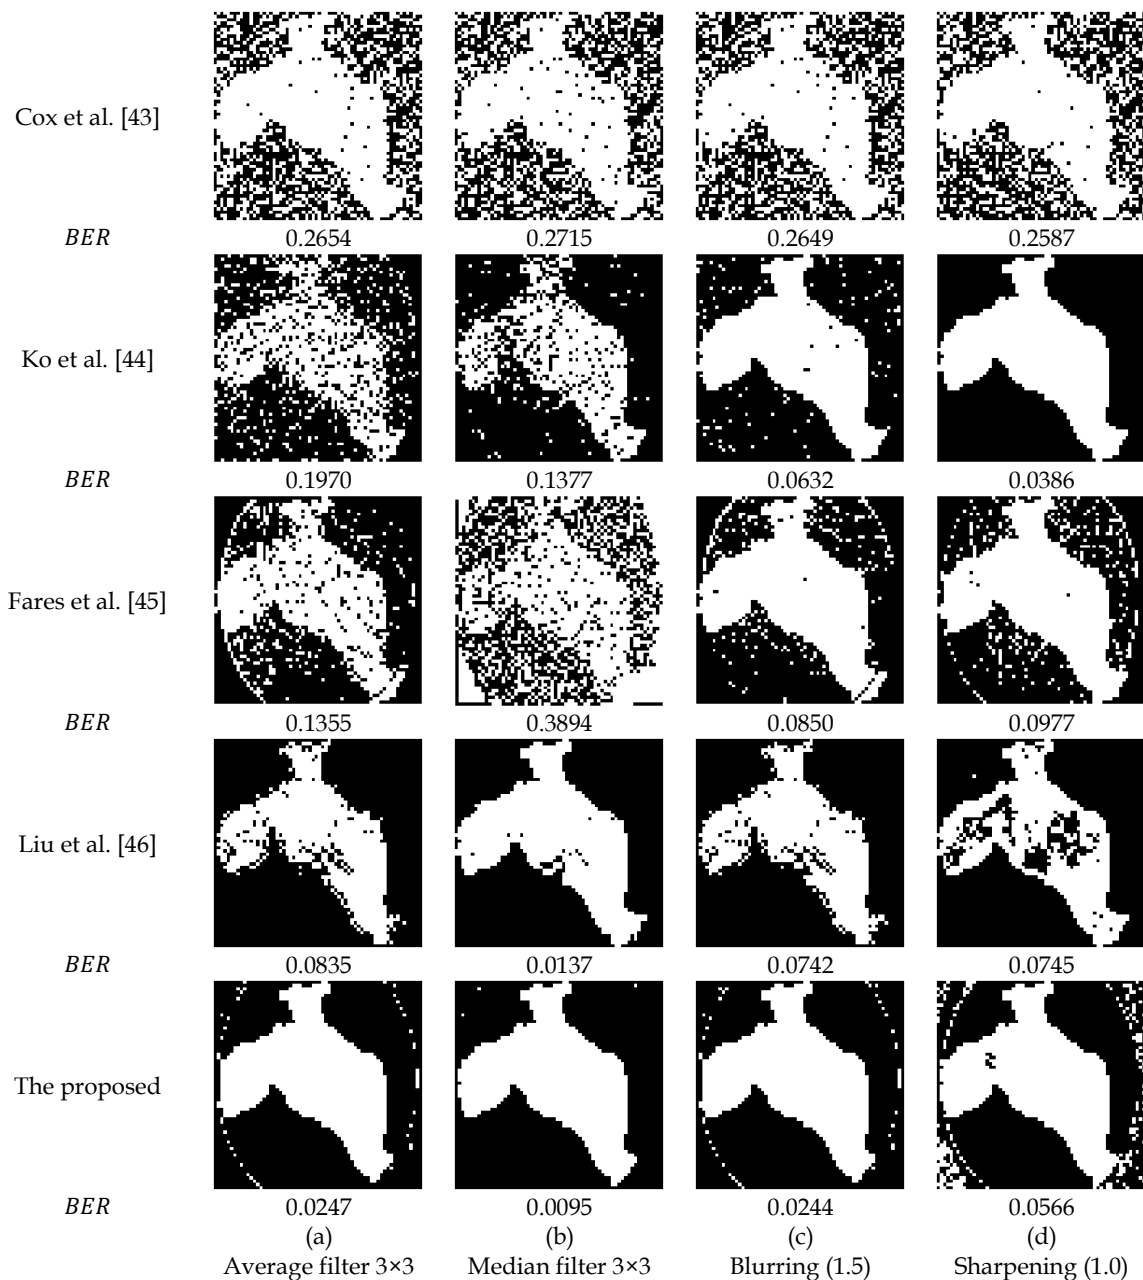 Cox et al. [43]
BER 0.2654 0.2715 0.2649 0.2587
Ko et al. [44]
BER 0.1970 0.1377 0.0632 0.0386
Fares et al. [45]
BER 0.1355 0.3894 0.0850 0.0977
Liu et al. [46]
BER 0.0835 0.0137 0.0742 0.0745
The proposed
BER 0.0247 0.0095 0.0244 0.0566
(a) (b) (c) (d)
Average filter 3×3 Median filter 3×3 Blurring (1.5) Sharpening (1.0)